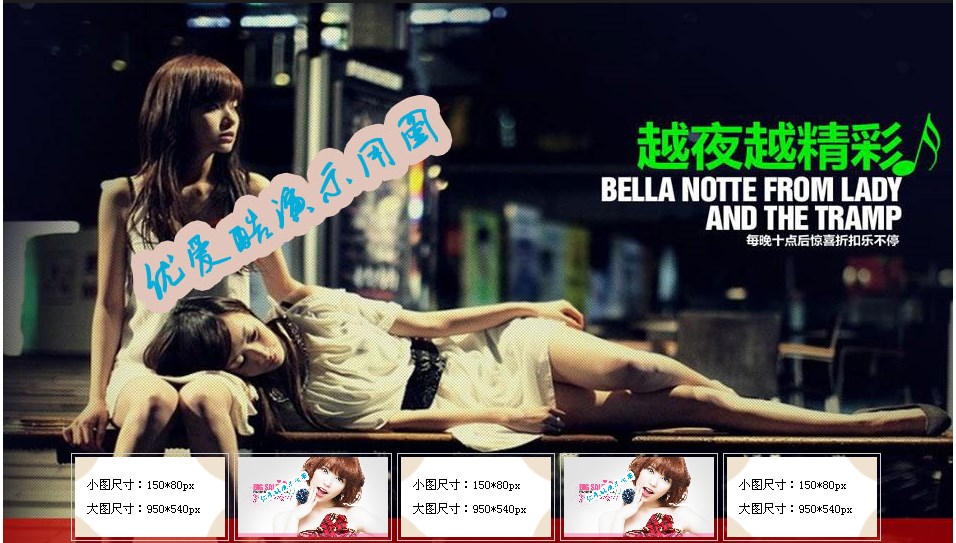 优爱酷演示用图
越夜越精彩
BELLA NOTTE FROM LADY
AND THE TRAMP
每晚十点后惊喜折扣乐不停
小图尺寸：150*80px
大图尺寸：950*540px
小图尺寸：150*80px
大图尺寸：950*540px
小图尺寸：150*80px
大图尺寸：950*540px